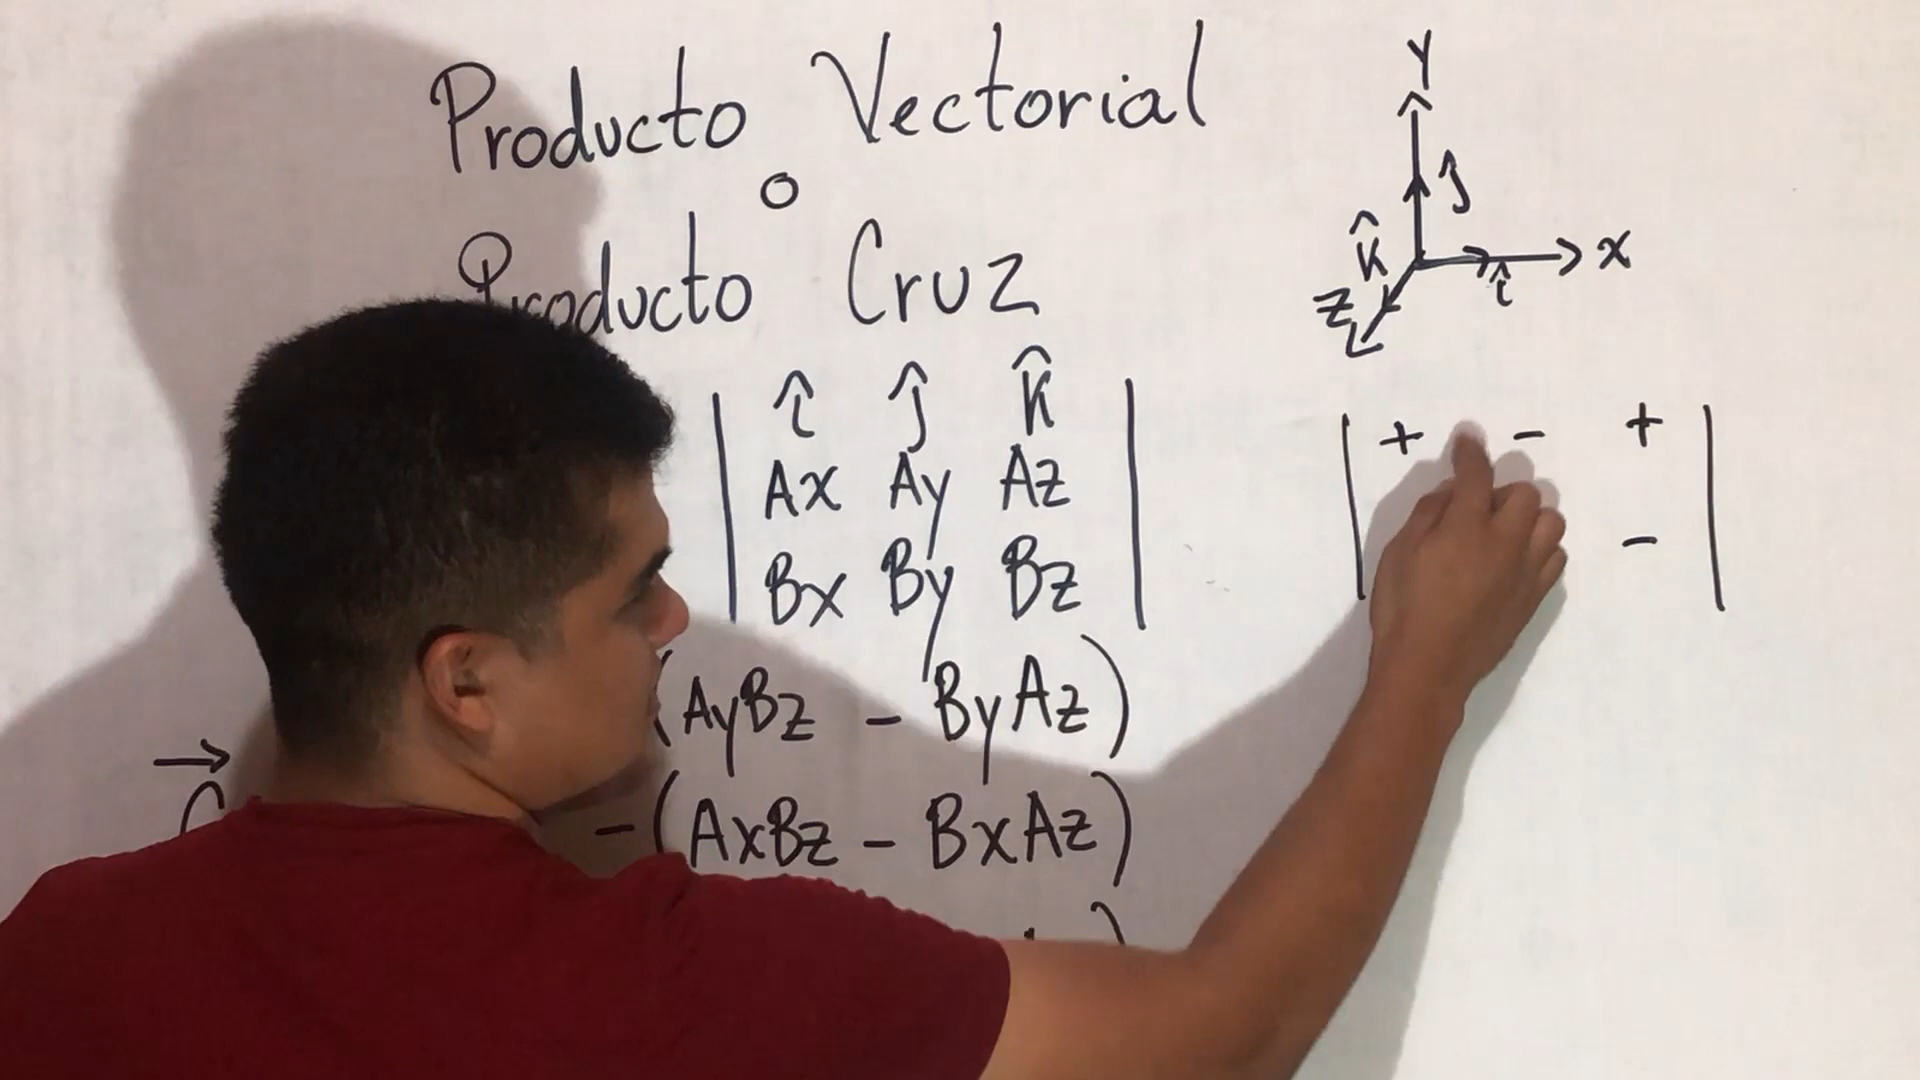 Producto Vectorial
o
Producto Cruz
î ĵ k̂
Ax Ay Az
Bx By Bz
(AyBz - ByAz)
-(AxBz - BxAz)
)
Y
ĵ
k̂
î
X
Z
+ - +
-